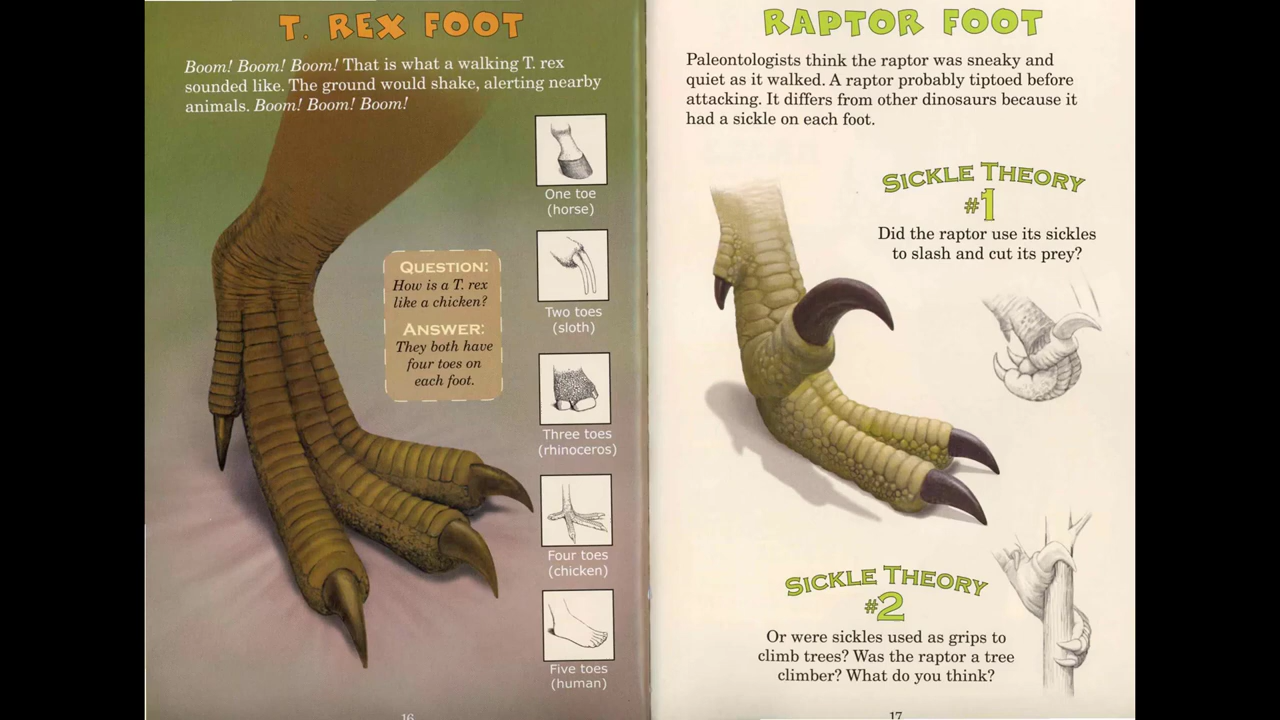 T. REX FOOT
Boom! Boom! Boom! That is what a walking T. rex
sounded like. The ground would shake, alerting nearby
animals. Boom! Boom! Boom!
One toe
(horse)
Two toes
(sloth)
QUESTION:
How is a T. rex
like a chicken?
ANSWER:
They both have
four toes on
each foot.
Three toes
(rhinoceros)
Four toes
(chicken)
Five toes
(human)
16
RAPTOR FOOT
Paleontologists think the raptor was sneaky and
quiet as it walked. A raptor probably tiptoed before
attacking. It differs from other dinosaurs because it
had a sickle on each foot.
SICKLE THEORY
#1
Did the raptor use its sickles
to slash and cut its prey?
SICKLE THEORY
#2
Or were sickles used as grips to
climb trees? Was the raptor a tree
climber? What do you think?
17